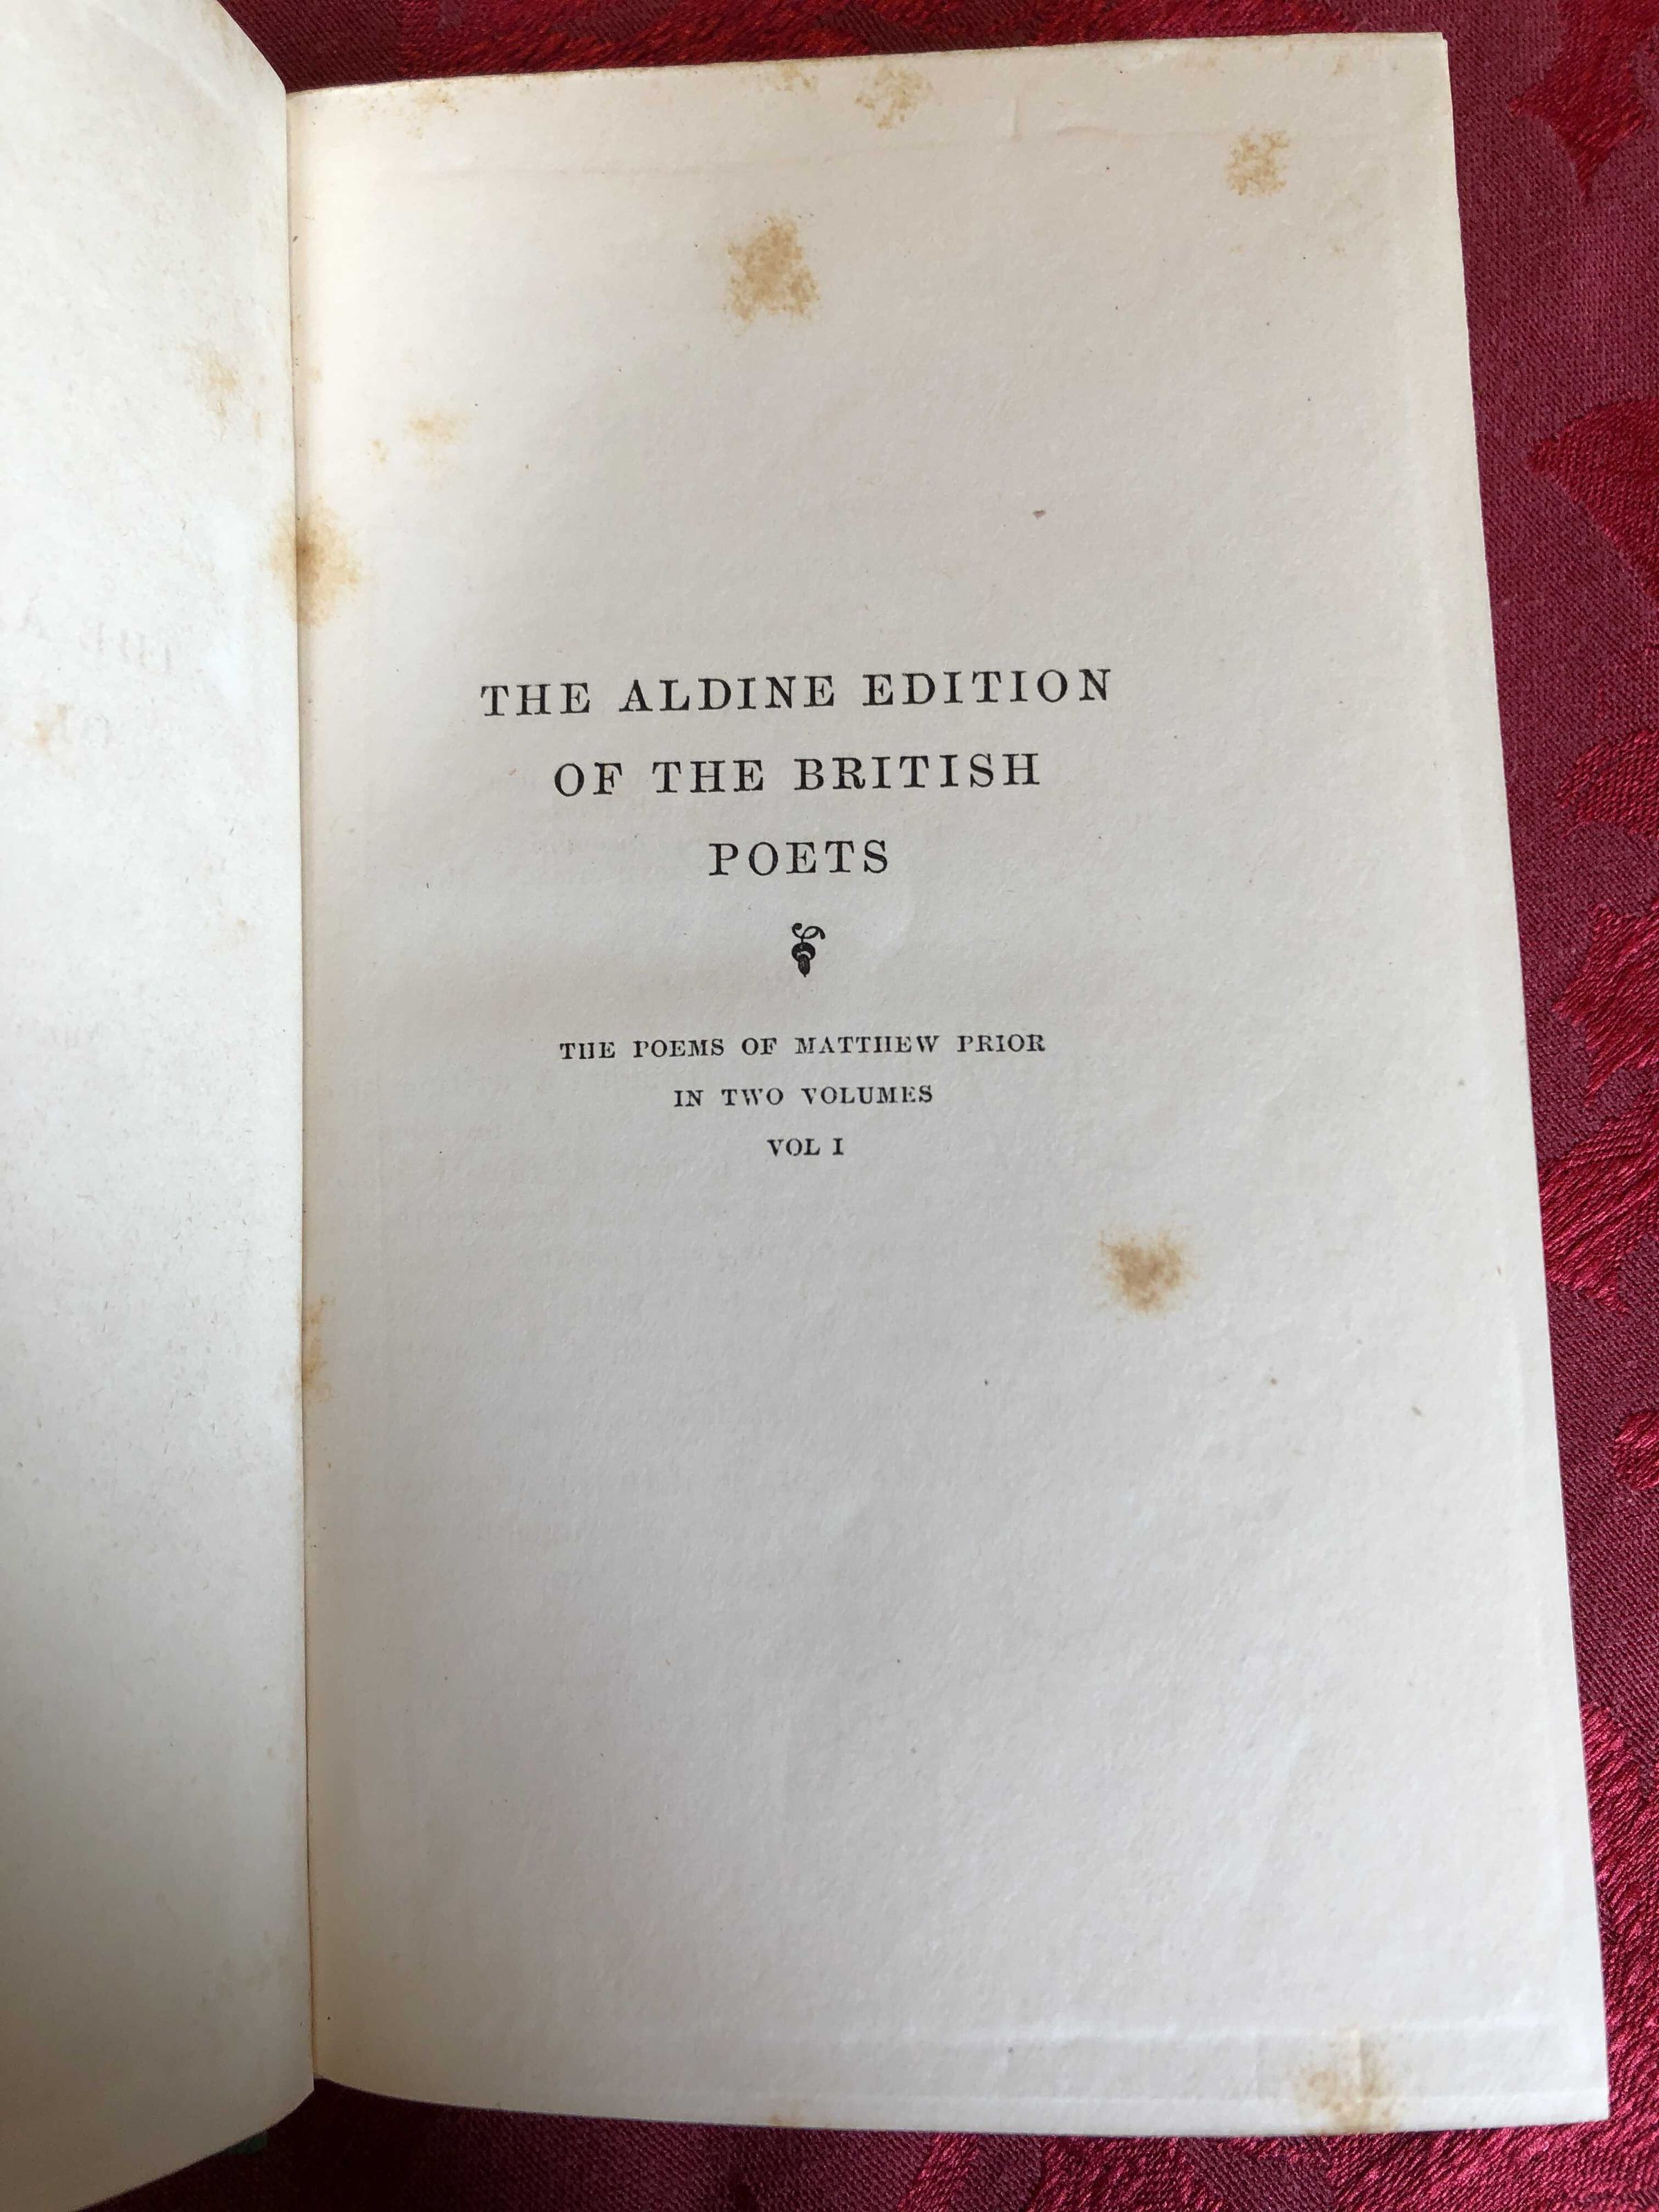 THE ALDINE EDITION
OF THE BRITISH
POETS
THE POEMS OF MATTHEW PRIOR
IN TWO VOLUMES
VOL I